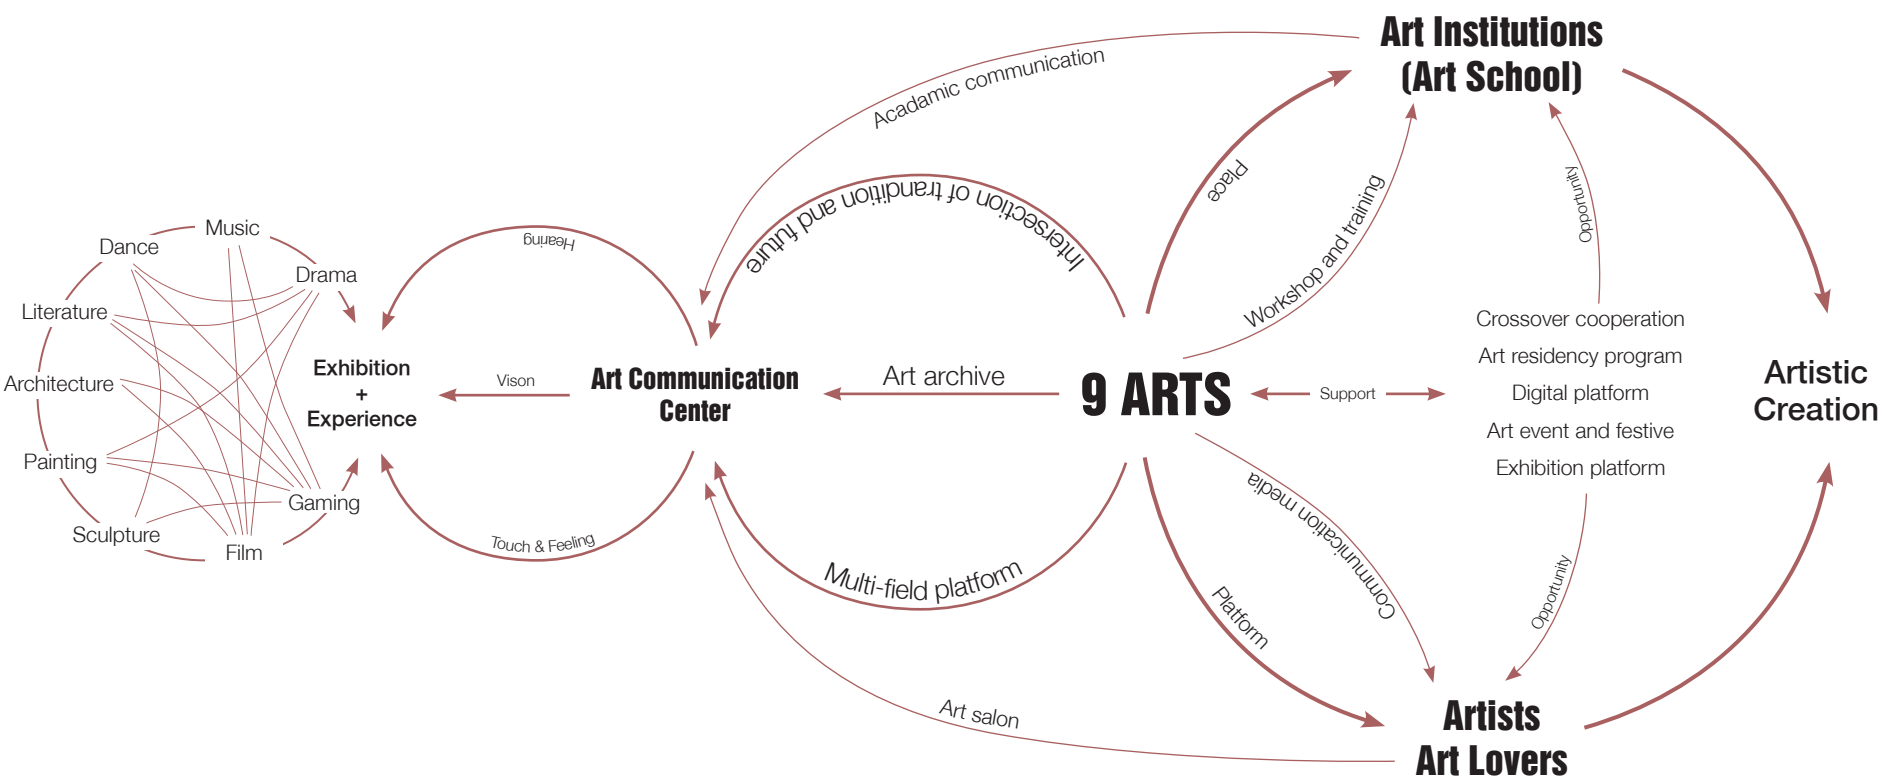 Music
Dance
Drama
Literature
Architecture
Painting
Sculpture
Film
Gaming
Exhibition
+
Experience
Hearing
Vison
Touch & Feeling
Art Communication
Center
Acadamic communication
Intersection of trandition and future
Art archive
Multi-field platform
Art salon
9 ARTS
Place
Workshop and training
Support
Communication media
Platform
Art Institutions
(Art School)
Opportunity
Crossover cooperation
Art residency program
Digital platform
Art event and festive
Exhibition platform
Opportunity
Artists
Art Lovers
Artistic
Creation